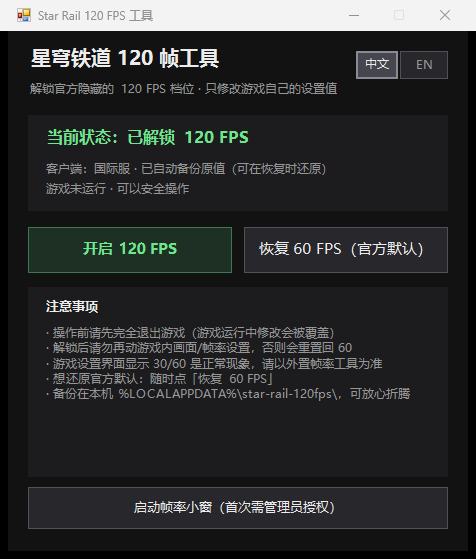 Star Rail 120 FPS 工具
星穹铁道 120 帧工具
中文
EN
解锁官方隐藏的 120 FPS 档位 · 只修改游戏自己的设置值
当前状态：已解锁 120 FPS
客户端：国际服 · 已自动备份原值（可在恢复时还原）
游戏未运行 · 可以安全操作
开启 120 FPS
恢复 60 FPS（官方默认）
注意事项
· 操作前请先完全退出游戏（游戏运行中修改会被覆盖）
· 解锁后请勿再动游戏内画面/帧率设置，否则会重置回 60
· 游戏设置界面显示 30/60 是正常现象，请以外置帧率工具为准
· 想还原官方默认：随时点「恢复 60 FPS」
· 备份在本机 %LOCALAPPDATA%\star-rail-120fps\，可放心折腾
启动帧率小窗（首次需管理员授权）